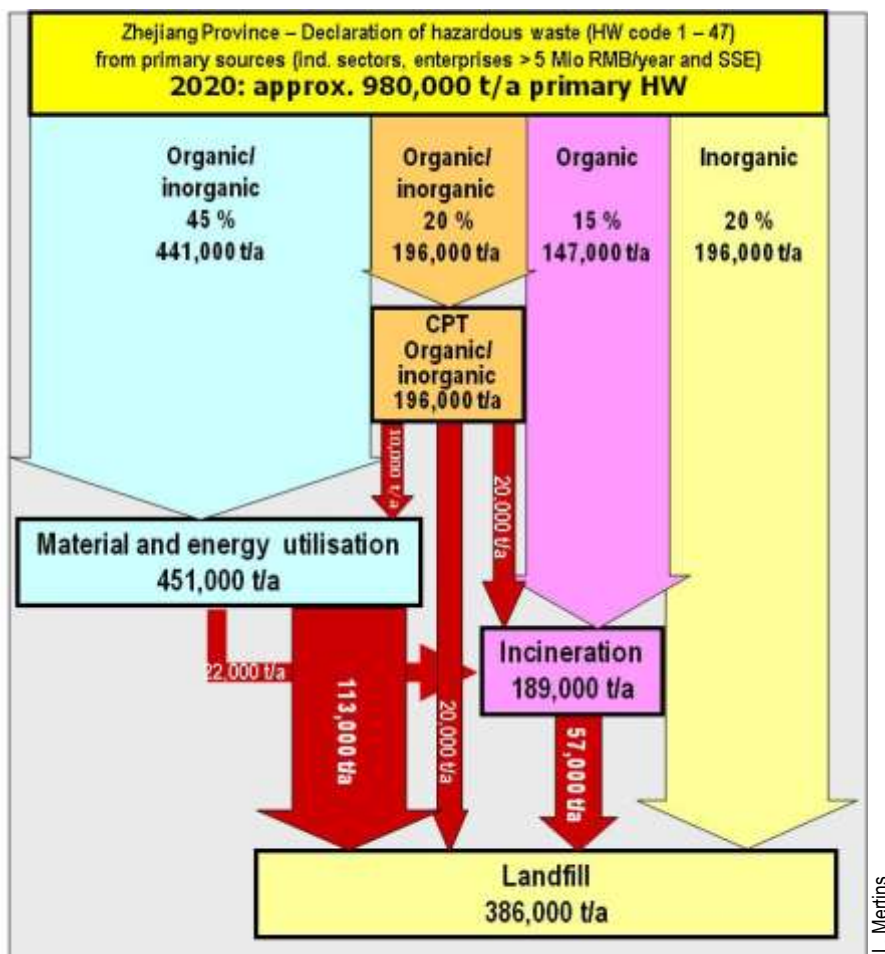 Zhejiang Province – Declaration of hazardous waste (HW code 1 – 47)
from primary sources (ind. sectors, enterprises > 5 Mio RMB/year and SSE)
2020: approx. 980,000 t/a primary HW
Organic/
inorganic
45 %
441,000 t/a
Organic/
inorganic
20 %
196,000 t/a
Organic
15 %
147,000 t/a
Inorganic
20 %
196,000 t/a
CPT
Organic/
inorganic
196,000 t/a
10,000 t/a
20,000 t/a
Material and energy utilisation
451,000 t/a
22,000 t/a
113,000 t/a
20,000 t/a
Incineration
189,000 t/a
57,000 t/a
Landfill
386,000 t/a
Mertins